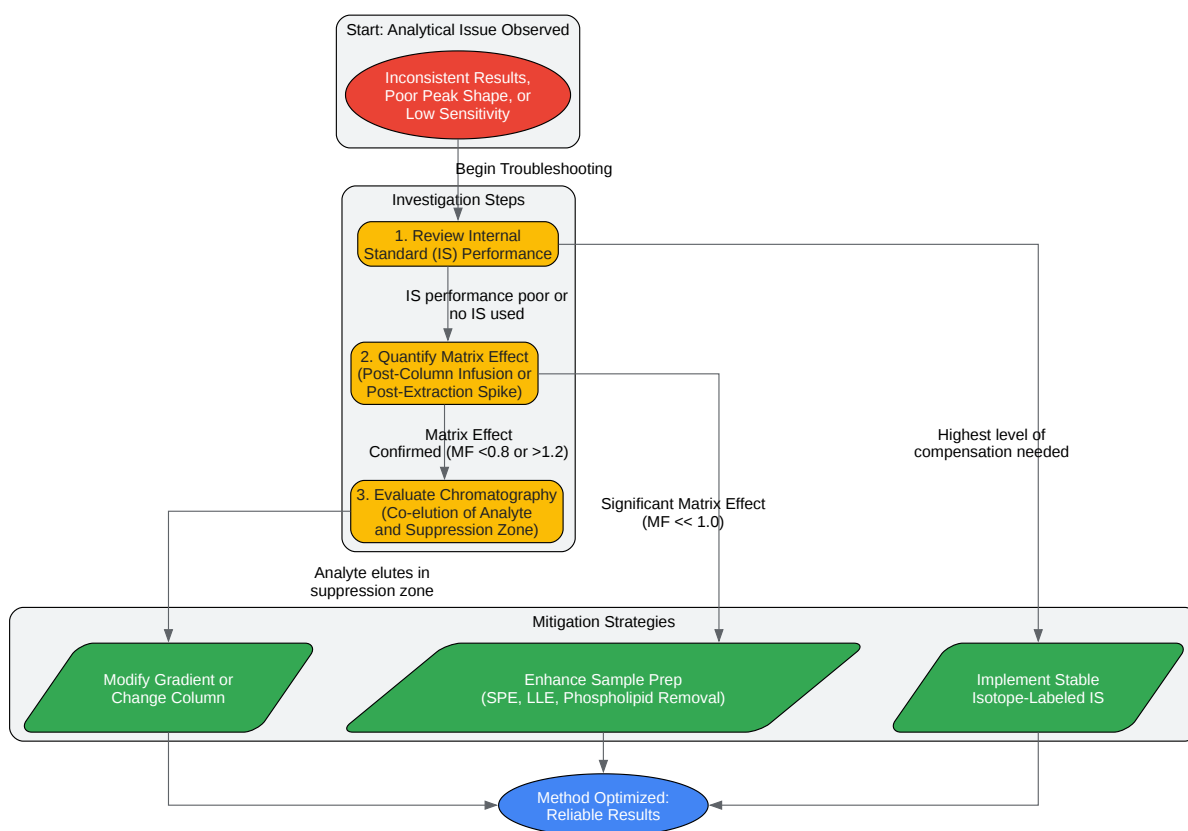 Start: Analytical Issue Observed
Inconsistent Results,
Poor Peak Shape, or
Low Sensitivity
Begin Troubleshooting
Investigation Steps
1. Review Internal
Standard (IS) Performance
IS performance poor or
no IS used
2. Quantify Matrix Effect
(Post-Column Infusion or
Post-Extraction Spike)
Matrix Effect
Confirmed (MF <0.8 or >1.2)
Highest level of
compensation needed
3. Evaluate Chromatography
(Co-elution of Analyte
and Suppression Zone)
Significant Matrix Effect
(MF << 1.0)
Analyte elutes in
suppression zone
Mitigation Strategies
Modify Gradient or
Change Column
Enhance Sample Prep
(SPE, LLE, Phospholipid Removal)
Implement Stable
Isotope-Labeled IS
Method Optimized:
Reliable Results